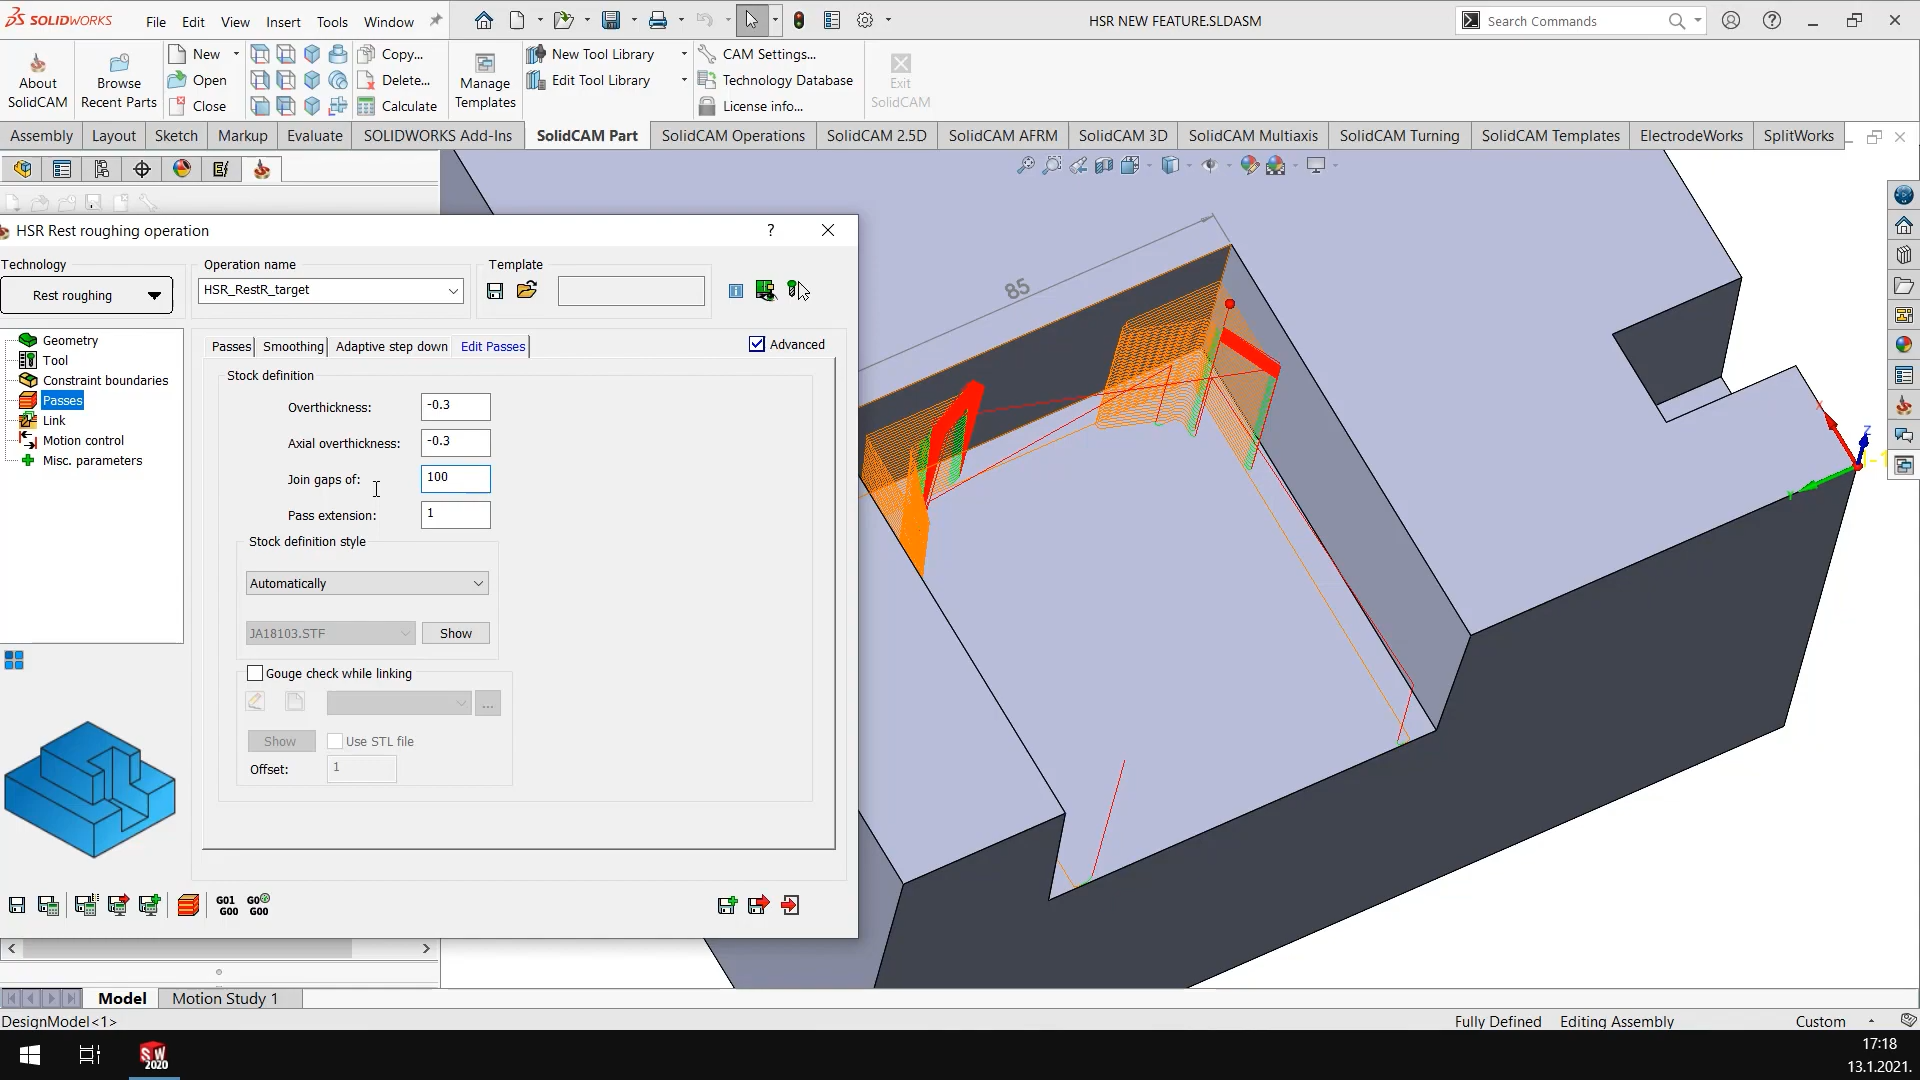 SOLIDWORKS File Edit View Insert Tools Window HSR NEW FEATURE.SLDASM Search Commands
About SolidCAM
Browse Recent Parts
New
Open
Close
Copy...
Delete...
Calculate
Manage Templates
New Tool Library
Edit Tool Library
CAM Settings...
Technology Database
License info...
Exit SolidCAM
Assembly Layout Sketch Markup Evaluate SOLIDWORKS Add-Ins SolidCAM Part SolidCAM Operations SolidCAM 2.5D SolidCAM AFRM SolidCAM 3D SolidCAM Multiaxis SolidCAM Turning SolidCAM Templates ElectrodeWorks SplitWorks
HSR Rest roughing operation ?
Technology
Rest roughing
Operation name
HSR_RestR_target
Template
Geometry
Tool
Constraint boundaries
Passes
Link
Motion control
Misc. parameters
Passes Smoothing Adaptive step down Edit Passes
Advanced
Stock definition
Overthickness: -0.3
Axial overthickness: -0.3
Join gaps of: 100
Pass extension: 1
Stock definition style
Automatically
JA18103.STF Show
Gouge check while linking
...
Show Use STL file
Offset: 1
G01 G00
G0 G00
85
X
Z
Y
-1
Model Motion Study 1
DesignModel<1> Fully Defined Editing Assembly Custom
SW 2020
17:18
13.1.2021.